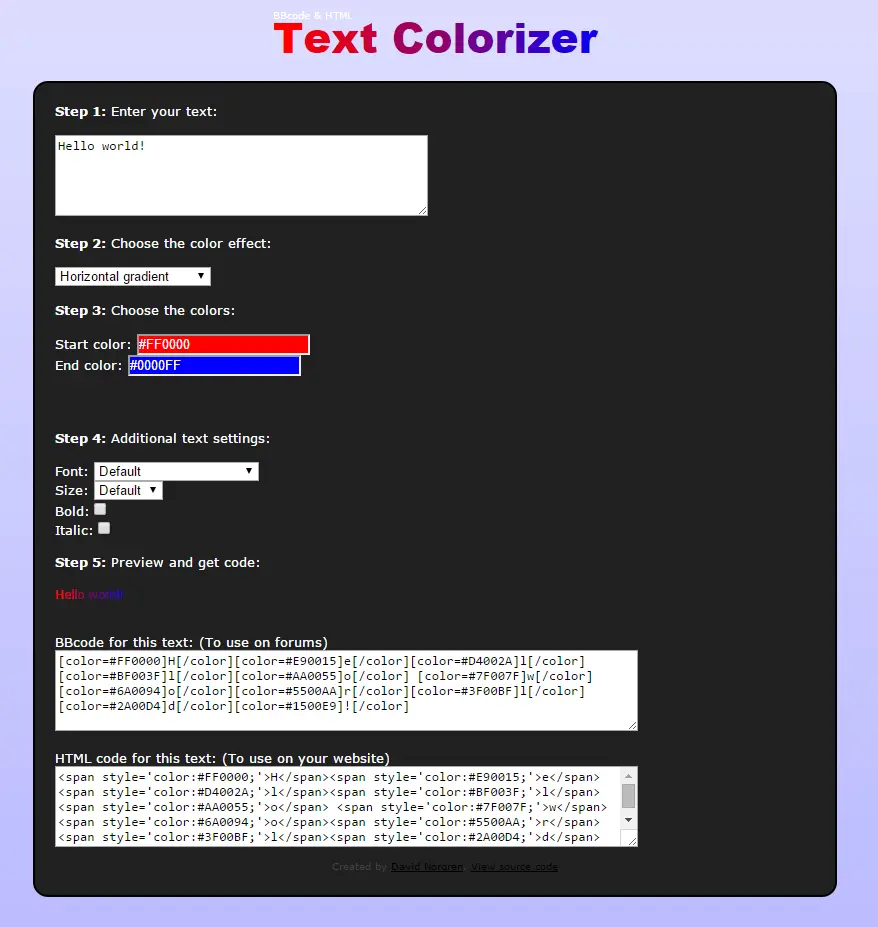 BBcode & HTML
Text Colorizer
Step 1: Enter your text:
Hello world!
Step 2: Choose the color effect:
Horizontal gradient
Step 3: Choose the colors:
Start color: #FF0000
End color: #0000FF
Step 4: Additional text settings:
Font: Default
Size: Default
Bold:
Italic:
Step 5: Preview and get code:
Hello world!
BBcode for this text: (To use on forums)
[color=#FF0000]H[/color][color=#E90015]e[/color][color=#D4002A]l[/color]
[color=#BF003F]l[/color][color=#AA0055]o[/color] [color=#7F007F]w[/color]
[color=#6A0094]o[/color][color=#5500AA]r[/color][color=#3F00BF]l[/color]
[color=#2A00D4]d[/color][color=#1500E9]![/color]
HTML code for this text: (To use on your website)
<span style='color:#FF0000;'>H</span><span style='color:#E90015;'>e</span>
<span style='color:#D4002A;'>l</span><span style='color:#BF003F;'>l</span>
<span style='color:#AA0055;'>o</span> <span style='color:#7F007F;'>w</span>
<span style='color:#6A0094;'>o</span><span style='color:#5500AA;'>r</span>
<span style='color:#3F00BF;'>l</span><span style='color:#2A00D4;'>d</span>
Created by David Norgren. View source code